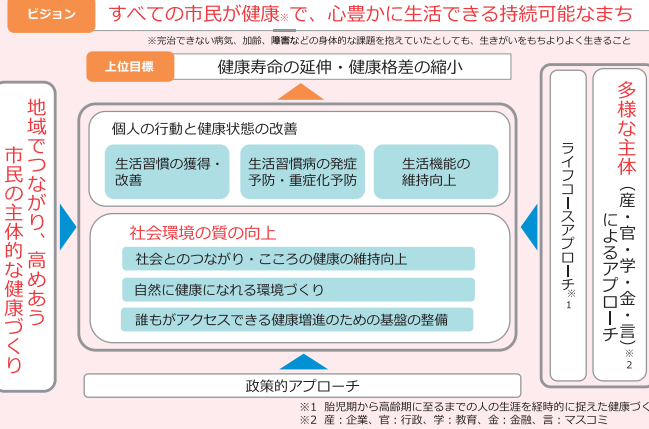 ビジョン
すべての市民が健康※で、心豊かに生活できる持続可能なまち
※完治できない病気、加齢、障害などの身体的な課題を抱えていたとしても、生きがいをもちよりよく生きること
上位目標
健康寿命の延伸・健康格差の縮小
地域でつながり、高めあう
市民の主体的な健康づくり
個人の行動と健康状態の改善
生活習慣の獲得・
改善
生活習慣病の発症
予防・重症化予防
生活機能の
維持向上
社会環境の質の向上
社会とのつながり・こころの健康の維持向上
自然に健康になれる環境づくり
誰もがアクセスできる健康増進のための基盤の整備
ライフコースアプローチ※1
多様な主体（産・官・学・金・言）※2
によるアプローチ
政策的アプローチ
※1 胎児期から高齢期に至るまでの人の生涯を経時的に捉えた健康づく
※2 産：企業、官：行政、学：教育、金：金融、言：マスコミ